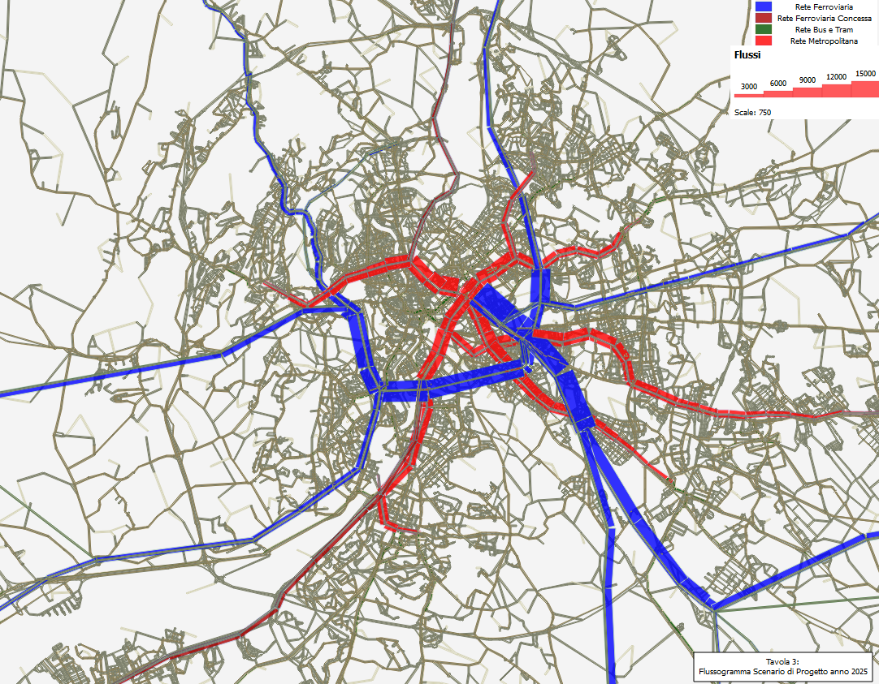 Rete Ferroviaria
Rete Ferroviaria Concessa
Rete Bus e Tram
Rete Metropolitana
Flussi
3000 6000 9000 12000 15000
Scale: 750
Tavola 3:
Flussogramma Scenario di Progetto anno 2025